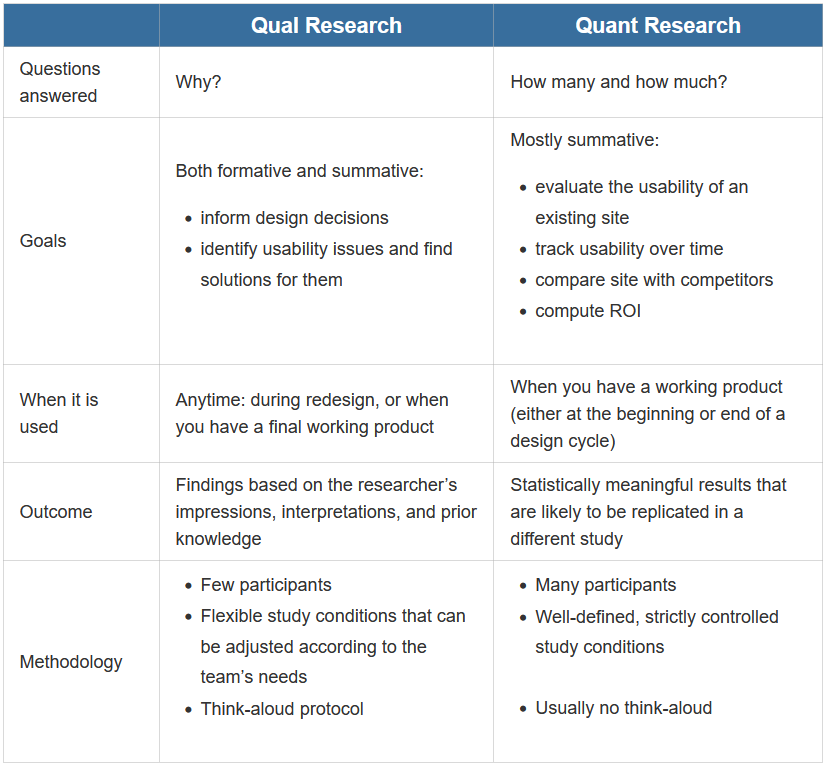 Qual Research
Quant Research
Questions
answered
Why?
How many and how much?
Goals
Both formative and summative:
• inform design decisions
• identify usability issues and find
solutions for them
Mostly summative:
• evaluate the usability of an
existing site
• track usability over time
• compare site with competitors
• compute ROI
When it is
used
Anytime: during redesign, or when
you have a final working product
When you have a working product
(either at the beginning or end of a
design cycle)
Outcome
Findings based on the researcher’s
impressions, interpretations, and prior
knowledge
Statistically meaningful results that
are likely to be replicated in a
different study
Methodology
• Few participants
• Flexible study conditions that can
be adjusted according to the
team’s needs
• Think-aloud protocol
• Many participants
• Well-defined, strictly controlled
study conditions
• Usually no think-aloud